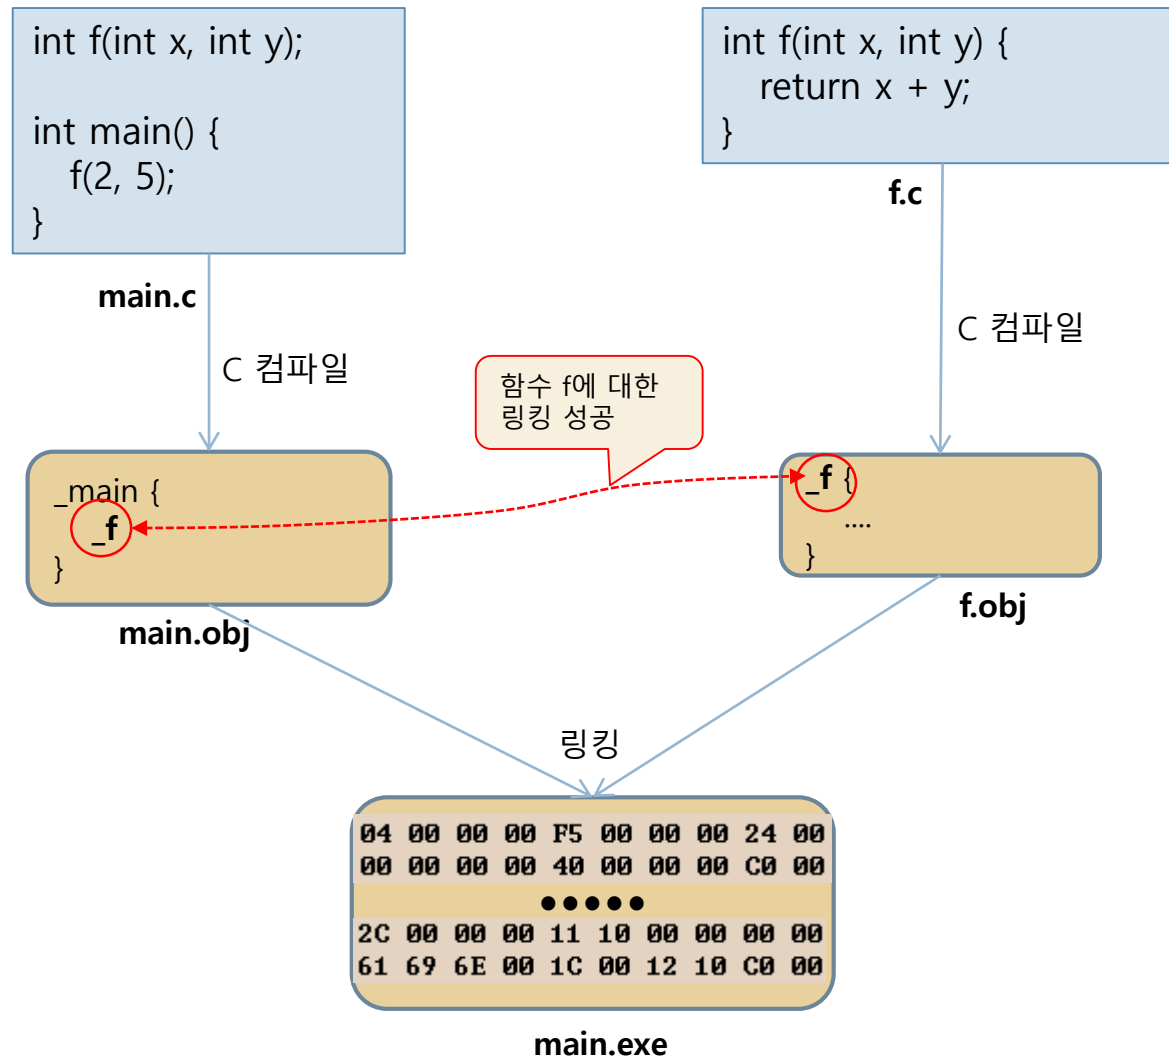 int f(int x, int y);
int main() {
f(2, 5);
}
main.c
C 컴파일
int f(int x, int y) {
return x + y;
}
f.c
C 컴파일
함수 f에 대한
링킹 성공
_main {
_f
}
main.obj
_f {
....
}
f.obj
링킹
04 00 00 00 F5 00 00 00 24 00
00 00 00 00 40 00 00 00 C0 00
●●●●●
2C 00 00 00 11 10 00 00 00 00
61 69 6E 00 1C 00 12 10 C0 00
main.exe